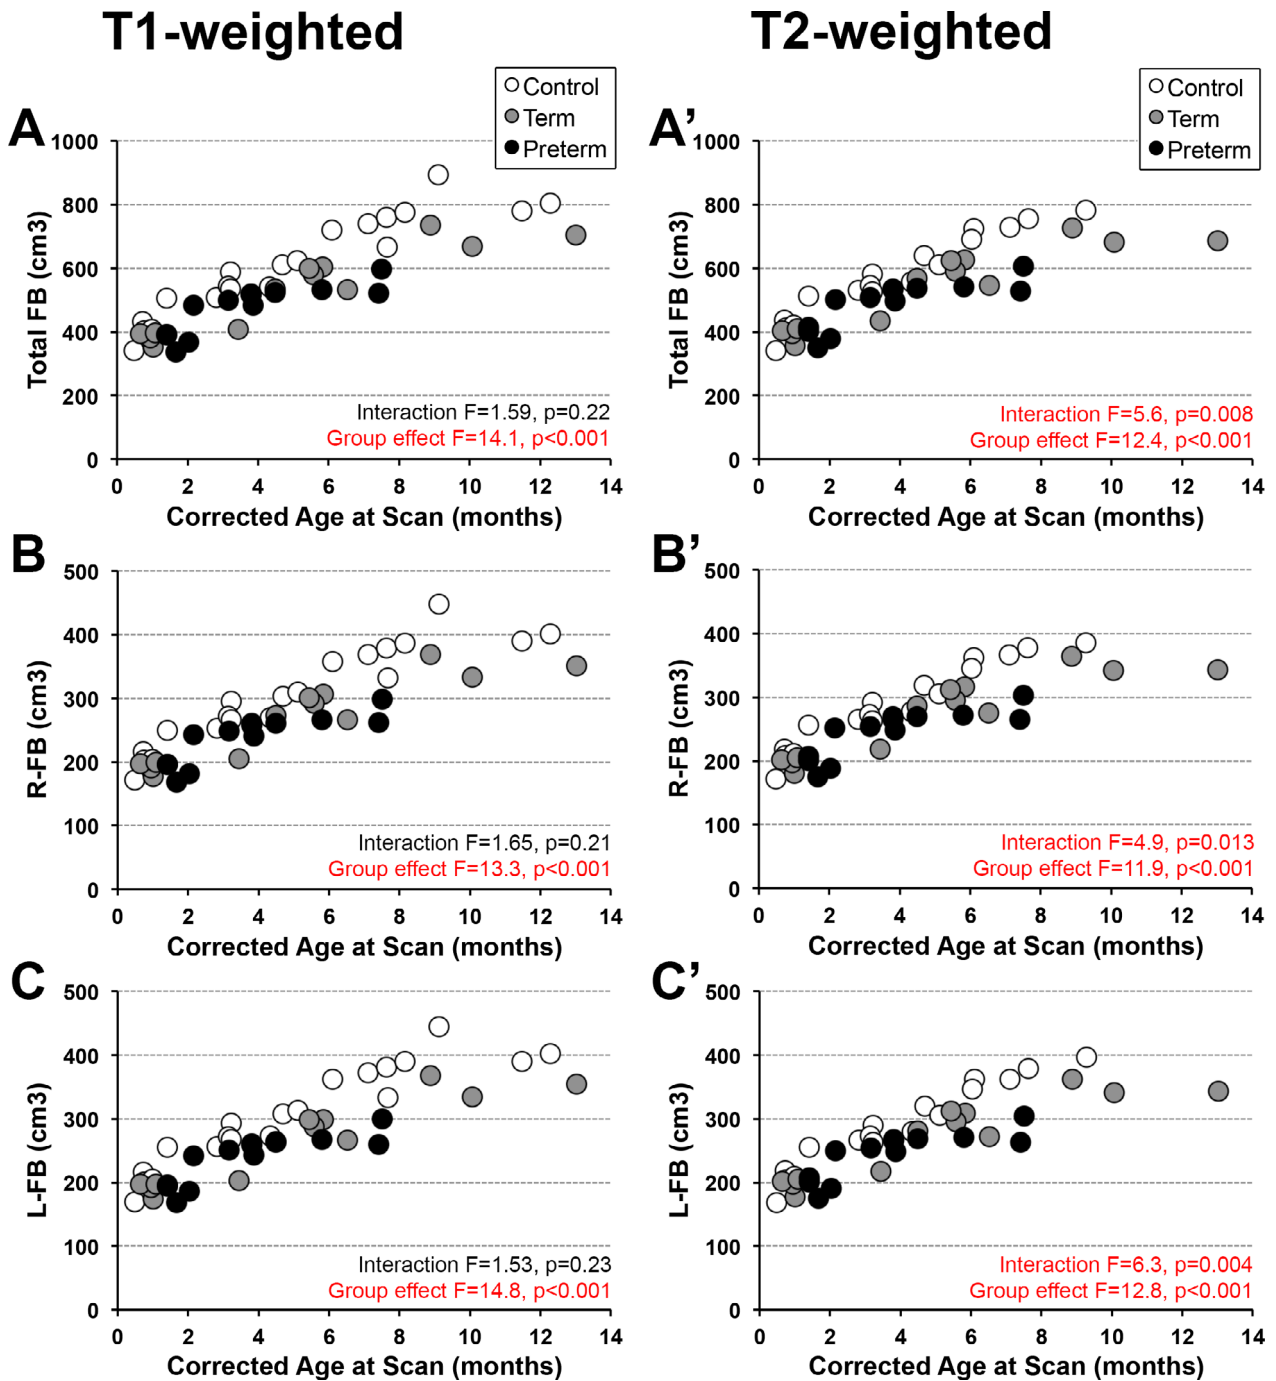 T1-weighted
T2-weighted
Control
Term
Preterm
Control
Term
Preterm
A
1000
800
600
400
200
0
Total FB (cm3)
Interaction F=1.59, p=0.22
Group effect F=14.1, p<0.001
0 2 4 6 8 10 12 14
Corrected Age at Scan (months)
A'
1000
800
600
400
200
0
Total FB (cm3)
Interaction F=5.6, p=0.008
Group effect F=12.4, p<0.001
0 2 4 6 8 10 12 14
Corrected Age at Scan (months)
B
500
400
300
200
100
0
R-FB (cm3)
Interaction F=1.65, p=0.21
Group effect F=13.3, p<0.001
0 2 4 6 8 10 12 14
Corrected Age at Scan (months)
B'
500
400
300
200
100
0
R-FB (cm3)
Interaction F=4.9, p=0.013
Group effect F=11.9, p<0.001
0 2 4 6 8 10 12 14
Corrected Age at Scan (months)
C
500
400
300
200
100
0
L-FB (cm3)
Interaction F=1.53, p=0.23
Group effect F=14.8, p<0.001
0 2 4 6 8 10 12 14
Corrected Age at Scan (months)
C'
500
400
300
200
100
0
L-FB (cm3)
Interaction F=6.3, p=0.004
Group effect F=12.8, p<0.001
0 2 4 6 8 10 12 14
Corrected Age at Scan (months)